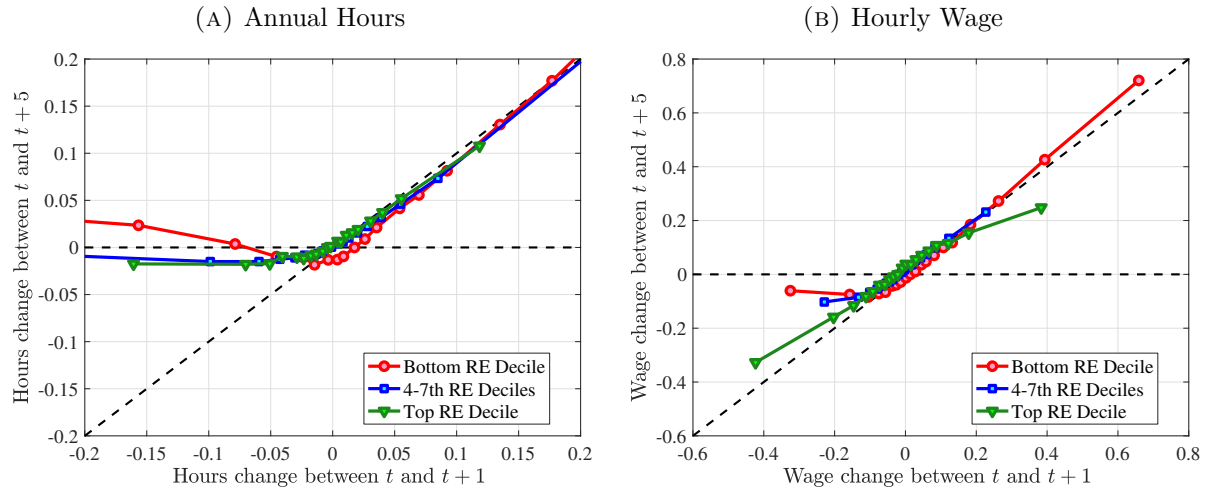 (A) Annual Hours
Hours change between t and t + 5
0.2
0.15
0.1
0.05
0
-0.05
-0.1
-0.15
-0.2
-0.2 -0.15 -0.1 -0.05 0 0.05 0.1 0.15 0.2
Hours change between t and t + 1
Bottom RE Decile
4-7th RE Deciles
Top RE Decile
(B) Hourly Wage
Wage change between t and t + 5
0.8
0.6
0.4
0.2
0
-0.2
-0.4
-0.6
-0.6 -0.4 -0.2 0 0.2 0.4 0.6 0.8
Wage change between t and t + 1
Bottom RE Decile
4-7th RE Deciles
Top RE Decile